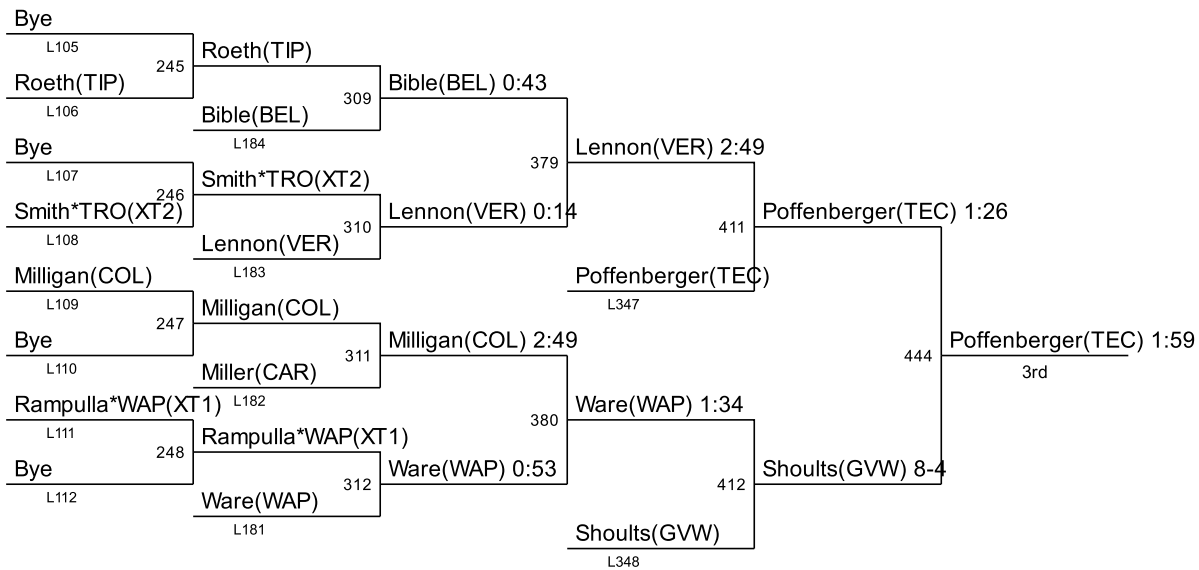 Bye
L105
245
Roeth(TIP)
Roeth(TIP)
L106
309
Bible(BEL) 0:43
Bible(BEL)
L184
Bye
L107
246
Smith*TRO(XT2)
Smith*TRO(XT2)
L108
310
Lennon(VER) 0:14
Lennon(VER)
L183
379
Lennon(VER) 2:49
411
Poffenberger(TEC) 1:26
Poffenberger(TEC)
L347
Milligan(COL)
L109
247
Milligan(COL)
Bye
L110
311
Milligan(COL) 2:49
Miller(CAR)
L182
444
Poffenberger(TEC) 1:59
3rd
Rampulla*WAP(XT1)
L111
248
Rampulla*WAP(XT1)
Bye
L112
312
Ware(WAP) 0:53
Ware(WAP)
L181
380
Ware(WAP) 1:34
412
Shoults(GVW) 8-4
Shoults(GVW)
L348